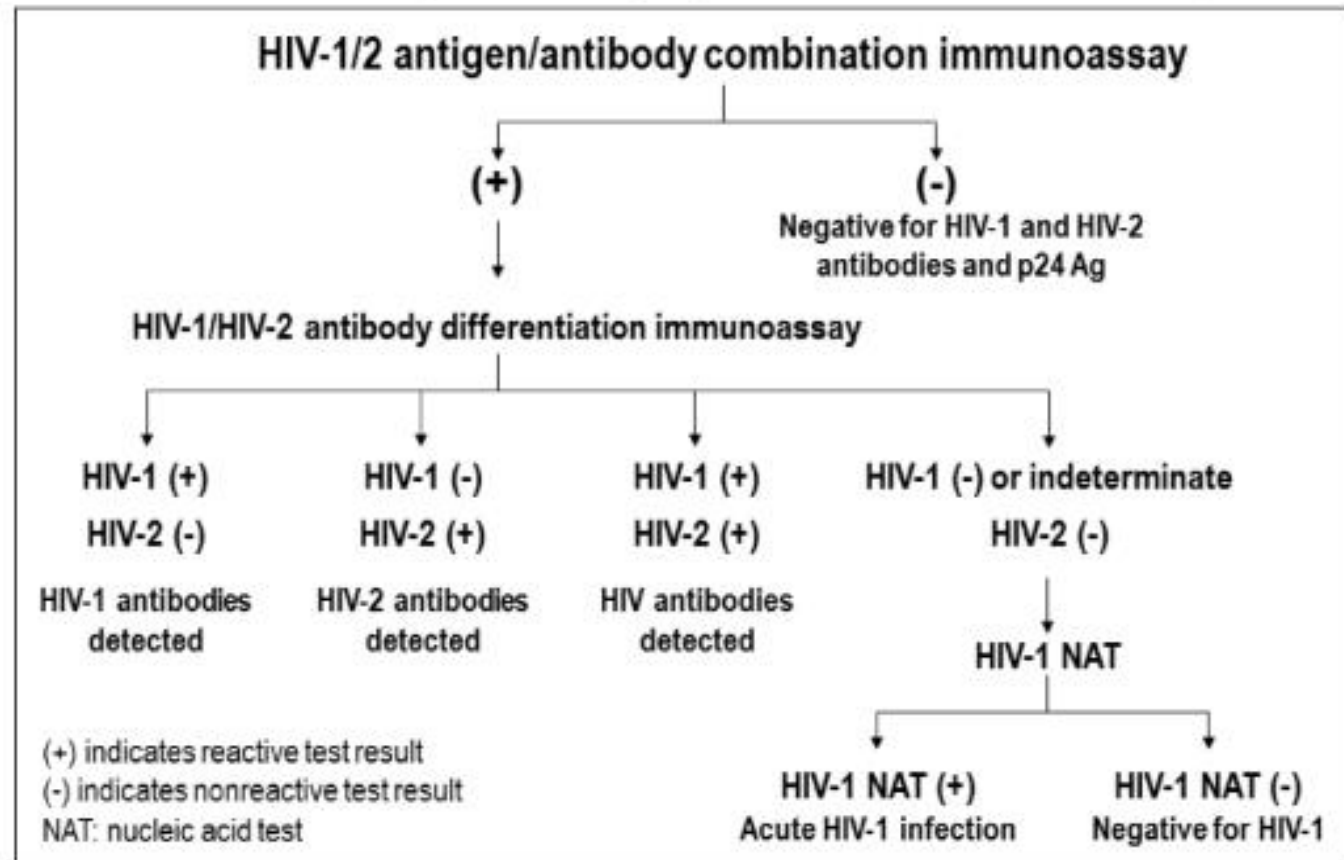 HIV-1/2 antigen/antibody combination immunoassay
(+)
(-)
Negative for HIV-1 and HIV-2
antibodies and p24 Ag
HIV-1/HIV-2 antibody differentiation immunoassay
HIV-1 (+)
HIV-2 (-)
HIV-1 antibodies
detected
HIV-1 (-)
HIV-2 (+)
HIV-2 antibodies
detected
HIV-1 (+)
HIV-2 (+)
HIV antibodies
detected
HIV-1 (-) or indeterminate
HIV-2 (-)
HIV-1 NAT
HIV-1 NAT (+)
Acute HIV-1 infection
HIV-1 NAT (-)
Negative for HIV-1
(+) indicates reactive test result
(-) indicates nonreactive test result
NAT: nucleic acid test